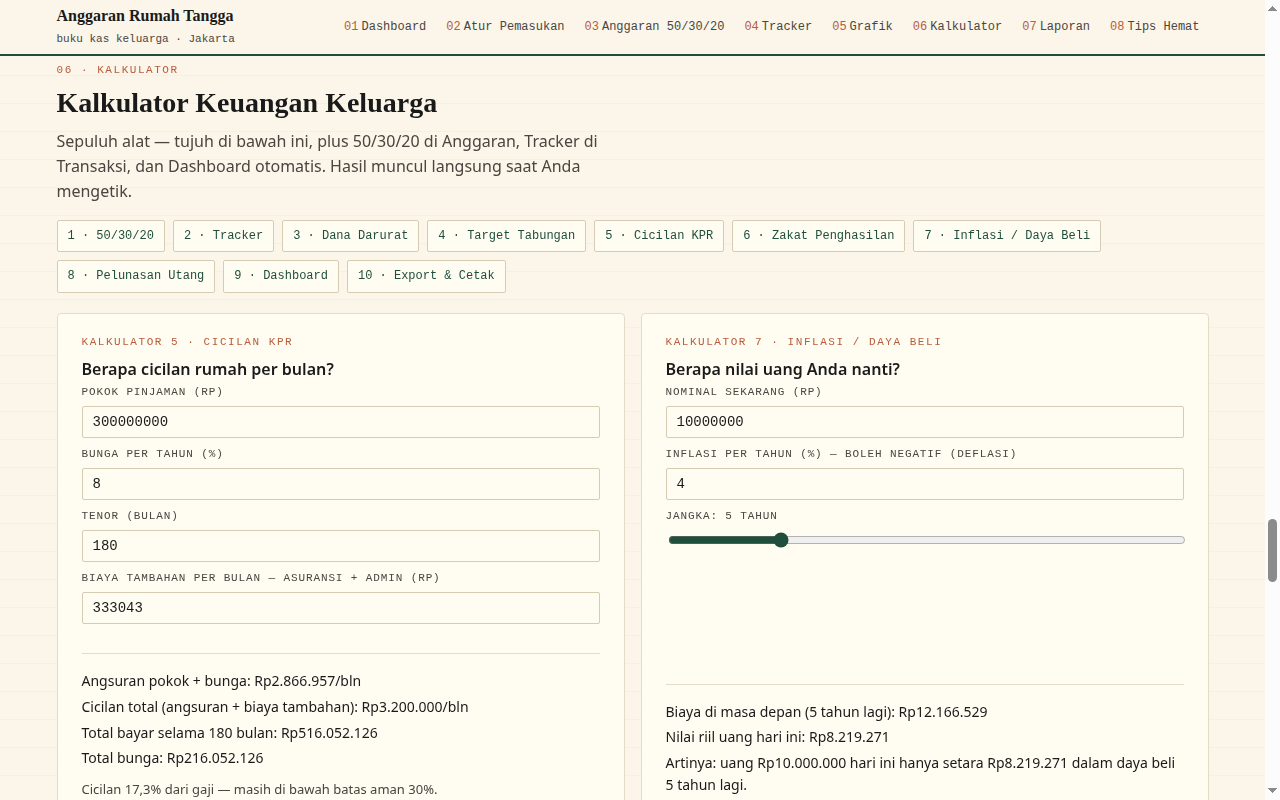 Anggaran Rumah Tangga
buku kas keluarga · Jakarta
01 Dashboard 02 Atur Pemasukan 03 Anggaran 50/30/20 04 Tracker 05 Grafik 06 Kalkulator 07 Laporan 08 Tips Hemat
06 · KALKULATOR
Kalkulator Keuangan Keluarga
Sepuluh alat — tujuh di bawah ini, plus 50/30/20 di Anggaran, Tracker di
Transaksi, dan Dashboard otomatis. Hasil muncul langsung saat Anda
mengetik.
1 · 50/30/20 2 · Tracker 3 · Dana Darurat 4 · Target Tabungan 5 · Cicilan KPR 6 · Zakat Penghasilan 7 · Inflasi / Daya Beli
8 · Pelunasan Utang 9 · Dashboard 10 · Export & Cetak
KALKULATOR 5 · CICILAN KPR
Berapa cicilan rumah per bulan?
POKOK PINJAMAN (RP)
300000000
BUNGA PER TAHUN (%)
8
TENOR (BULAN)
180
BIAYA TAMBAHAN PER BULAN — ASURANSI + ADMIN (RP)
333043
Angsuran pokok + bunga: Rp2.866.957/bln
Cicilan total (angsuran + biaya tambahan): Rp3.200.000/bln
Total bayar selama 180 bulan: Rp516.052.126
Total bunga: Rp216.052.126
Cicilan 17,3% dari gaji — masih di bawah batas aman 30%.
KALKULATOR 7 · INFLASI / DAYA BELI
Berapa nilai uang Anda nanti?
NOMINAL SEKARANG (RP)
10000000
INFLASI PER TAHUN (%) — BOLEH NEGATIF (DEFLASI)
4
JANGKA: 5 TAHUN
Biaya di masa depan (5 tahun lagi): Rp12.166.529
Nilai riil uang hari ini: Rp8.219.271
Artinya: uang Rp10.000.000 hari ini hanya setara Rp8.219.271 dalam daya beli
5 tahun lagi.